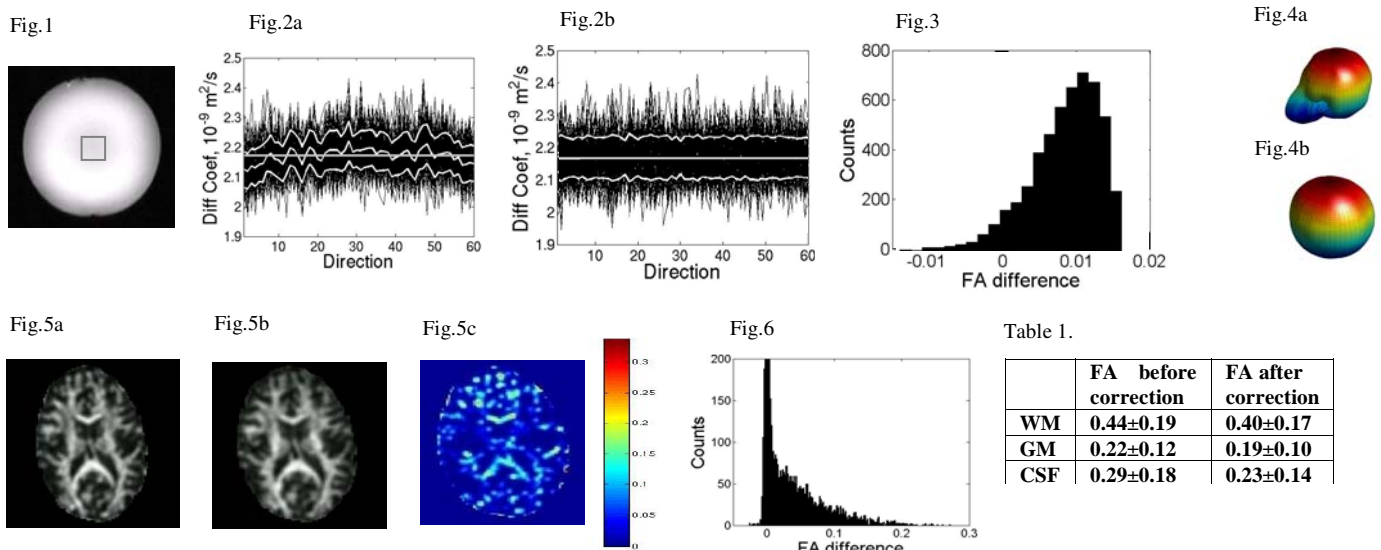 Fig.1
Fig.2a
Fig.2b
Fig.3
Fig.4a
Diff Coef, 10⁻⁹ m²/s
2.5
2.4
2.3
2.2
2.1
2
1.9
10 20 30 40 50 60
Direction
Diff Coef, 10⁻⁹ m²/s
2.5
2.4
2.3
2.2
2.1
2
1.9
10 20 30 40 50 60
Direction
Counts
800
600
400
200
0
-0.01 0 0.01 0.02
FA difference
Fig.4b
Fig.5a
Fig.5b
Fig.5c
0.3
0.25
0.2
0.15
0.1
0.05
0
Fig.6
Counts
200
150
100
50
0
0 0.1 0.2 0.3
FA difference
Table 1.
FA before FA after
correction correction
WM 0.44±0.19 0.40±0.17
GM 0.22±0.12 0.19±0.10
CSF 0.29±0.18 0.23±0.14